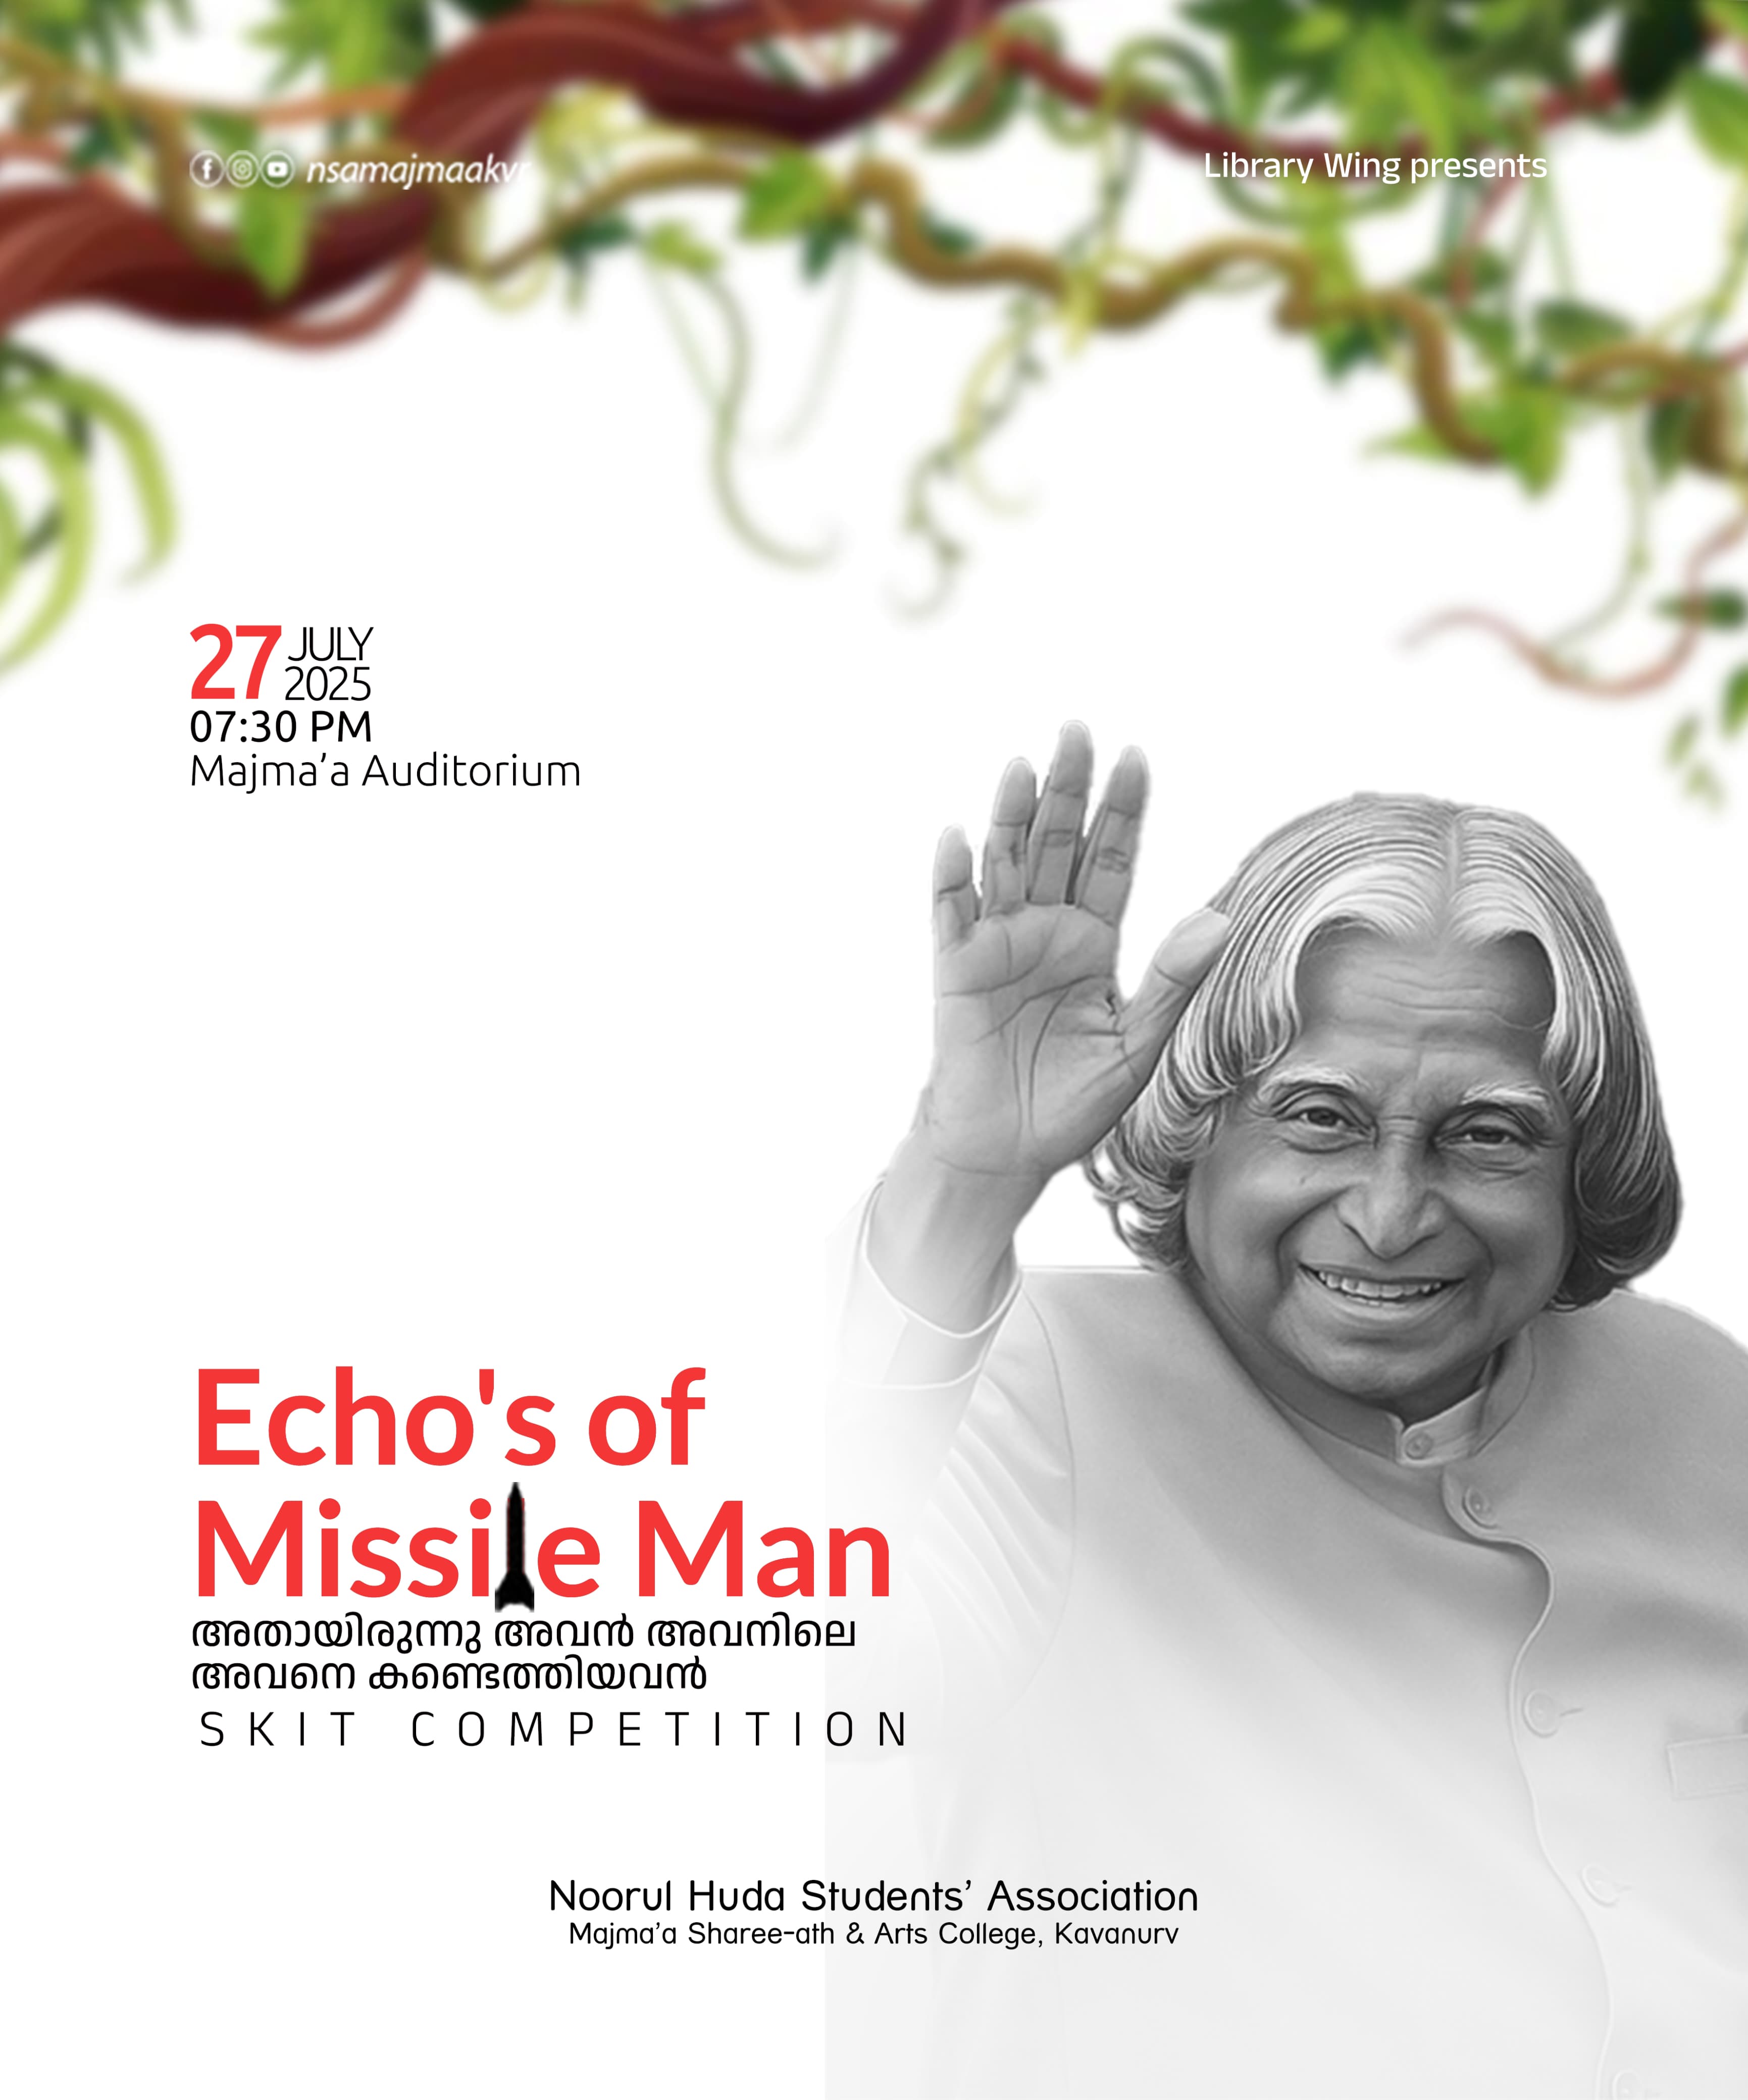 nsamajmaakvr
Library Wing presents
27 JULY
2025
07:30 PM
Majma’a Auditorium
Echo's of
Missile Man
അതായിരുന്നു അവൻ അവനിലെ
അവനെ കണ്ടെത്തിയവൻ
SKIT COMPETITION
Noorul Huda Students’ Association
Majma’a Sharee-ath & Arts College, Kavanurv